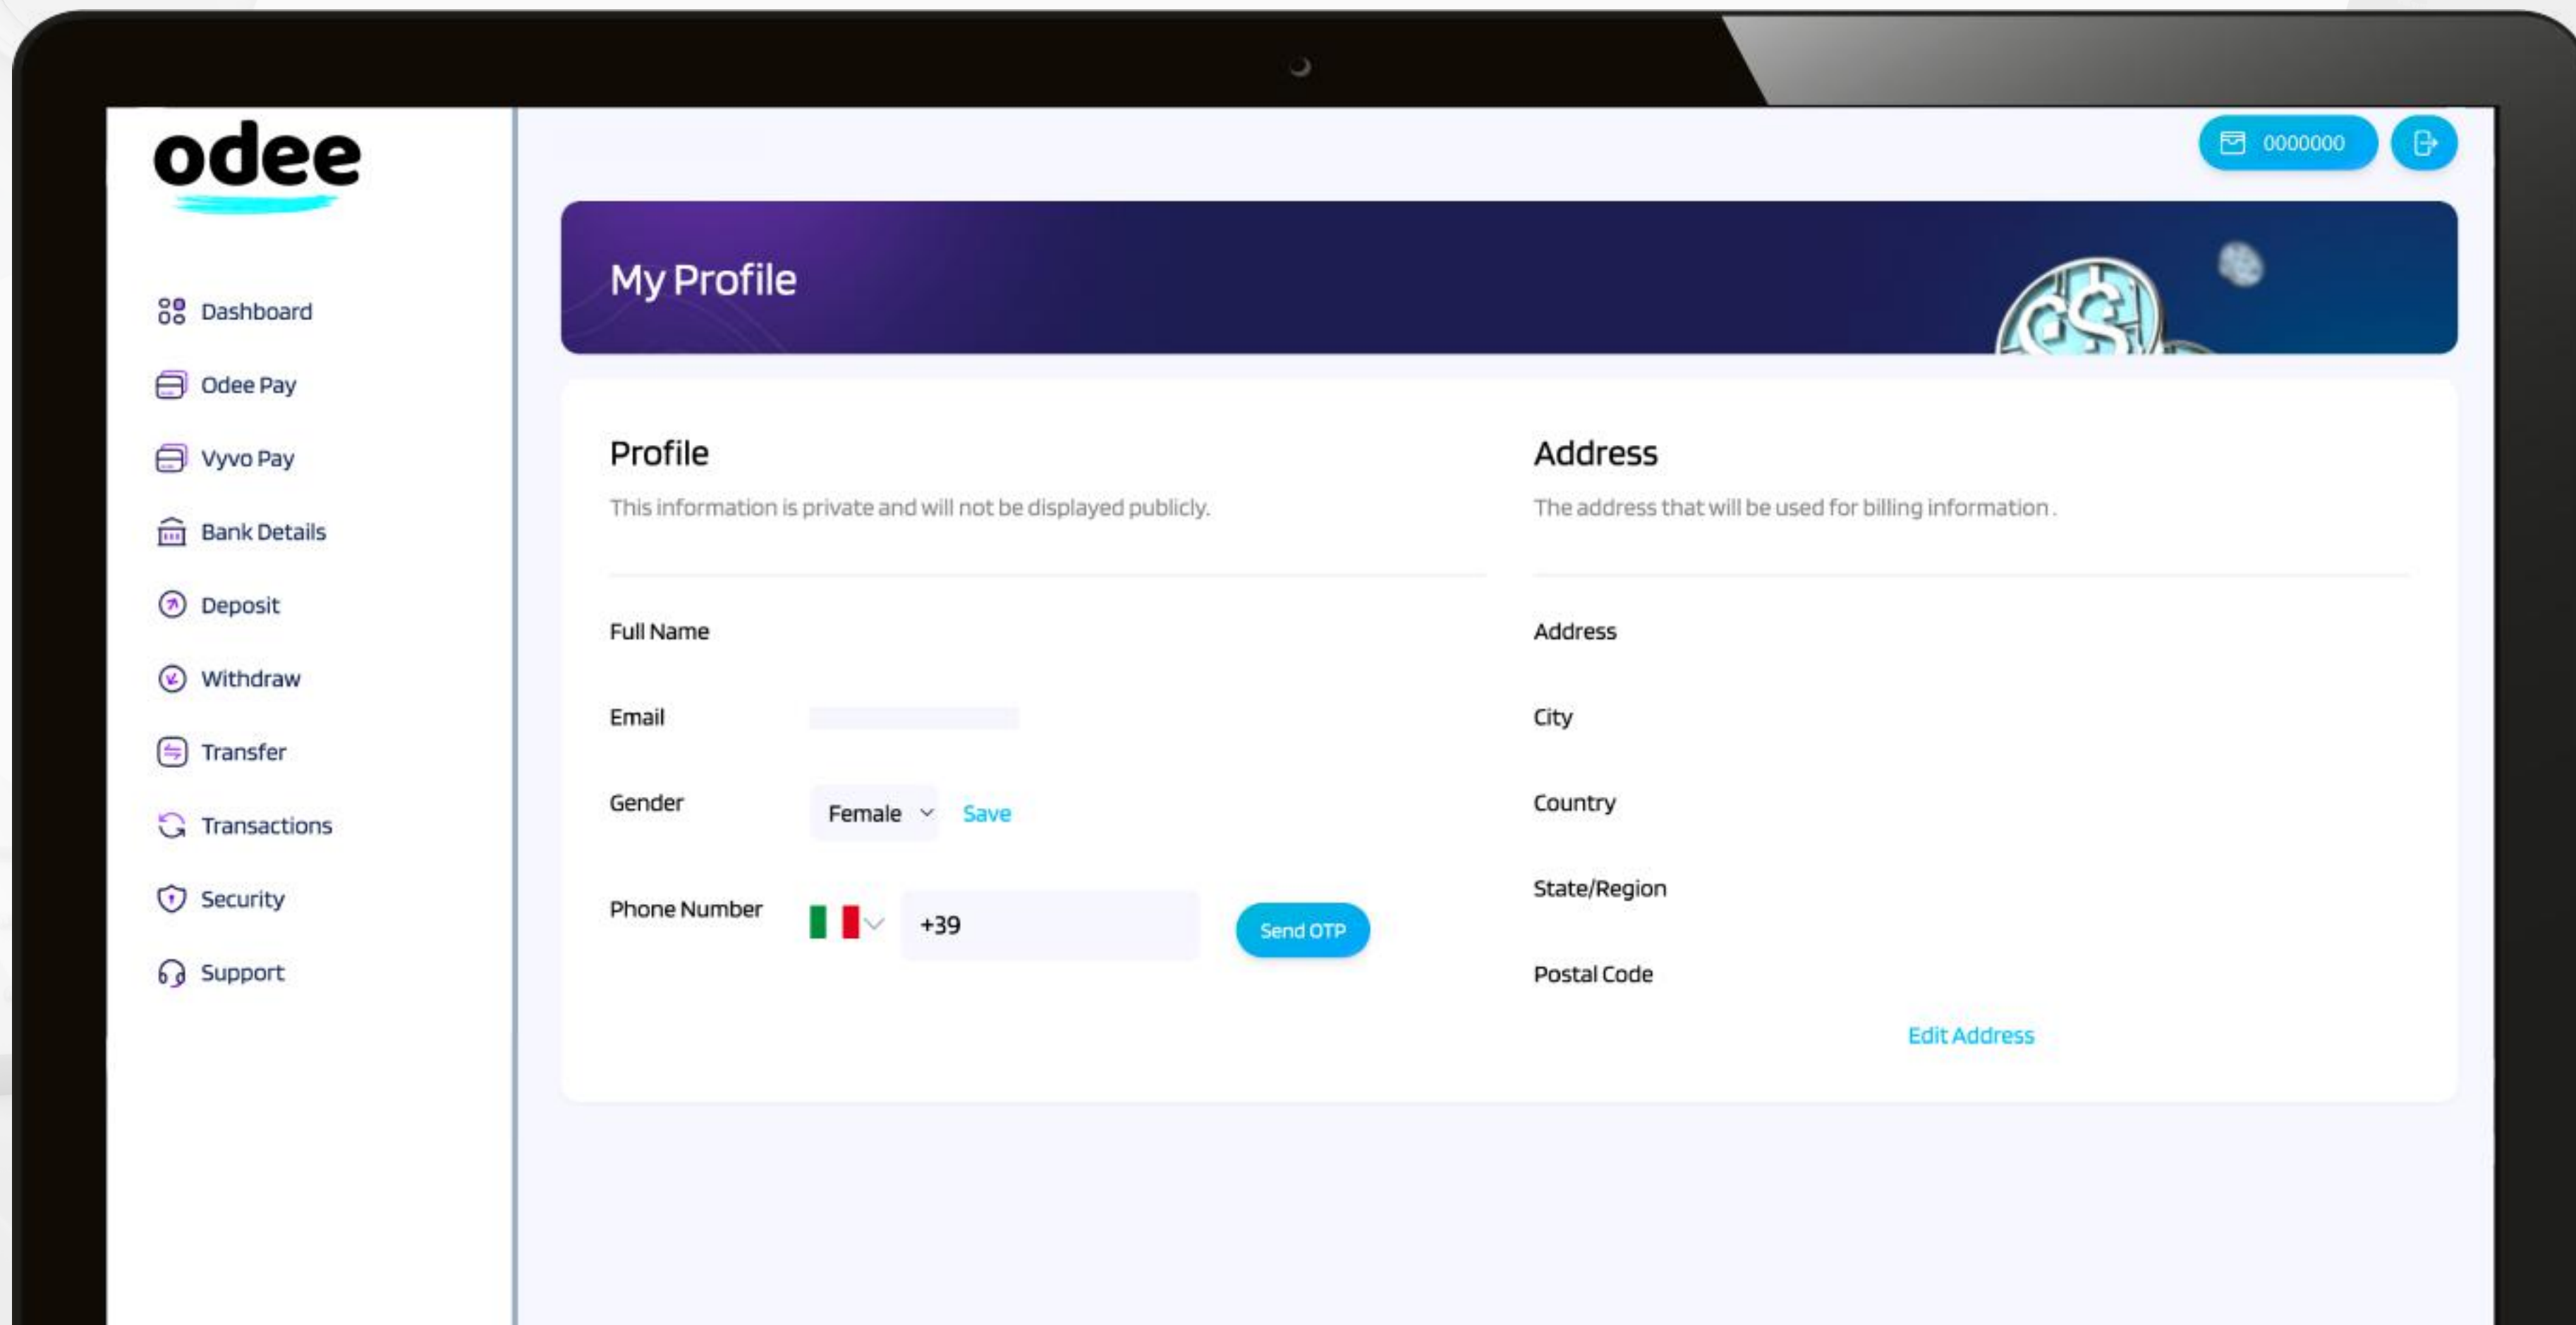 odee
0000000
Dashboard
Odee Pay
Vyvo Pay
Bank Details
Deposit
Withdraw
Transfer
Transactions
Security
Support
My Profile
Profile
This information is private and will not be displayed publicly.
Full Name
Email
Gender
Female
Save
Phone Number
+39
Send OTP
Address
The address that will be used for billing information.
Address
City
Country
State/Region
Postal Code
Edit Address